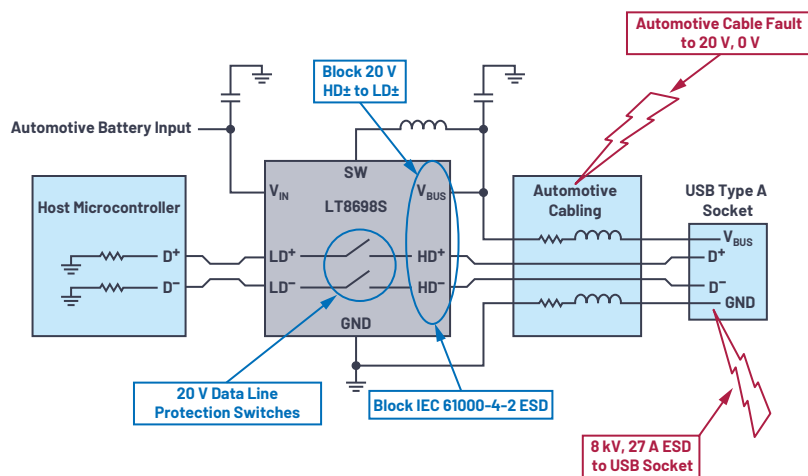 Automotive Cable Fault
to 20 V, 0 V
Block 20 V
HD± to LD±
Automotive Battery Input
SW
Host Microcontroller
V_IN
LT8698S
V_BUS
Automotive
Cabling
USB Type A
Socket
V_BUS
D+
LD+
HD+
D+
D−
LD−
HD−
D−
GND
GND
20 V Data Line
Protection Switches
Block IEC 61000-4-2 ESD
8 kV, 27 A ESD
to USB Socket